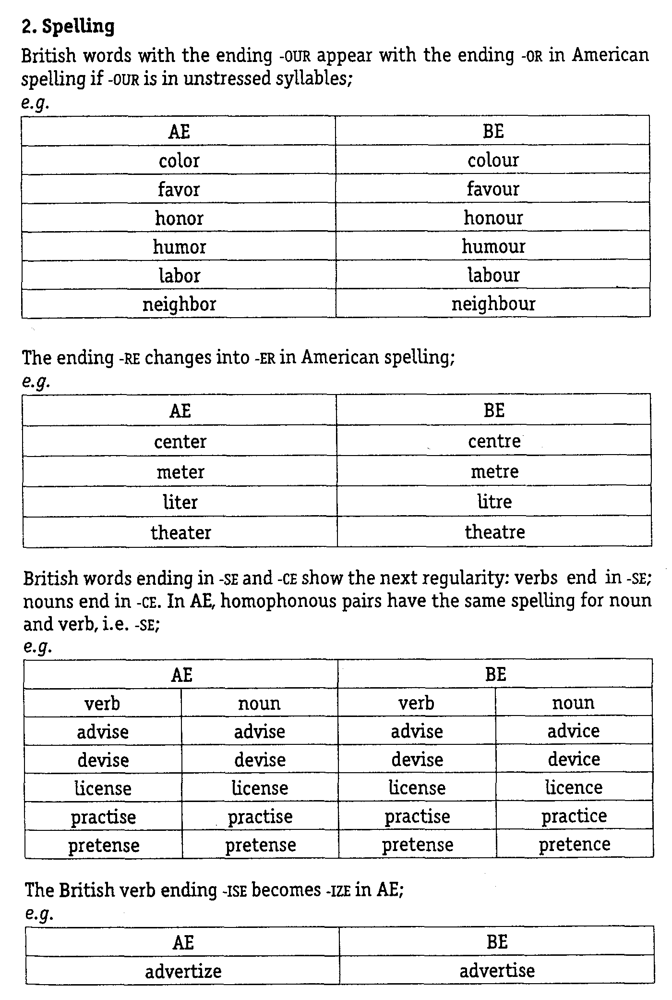 2. Spelling
British words with the ending -OUR appear with the ending -OR in American
spelling if -OUR is in unstressed syllables;
e.g.
AE BE
color colour
favor favour
honor honour
humor humour
labor labour
neighbor neighbour
The ending -RE changes into -ER in American spelling;
e.g.
AE BE
center centre
meter metre
liter litre
theater theatre
British words ending in -SE and -CE show the next regularity: verbs end in -SE;
nouns end in -CE. In AE, homophonous pairs have the same spelling for noun
and verb, i.e. -SE;
e.g.
AE BE
verb noun verb noun
advise advise advise advice
devise devise devise device
license license license licence
practise practise practise practice
pretense pretense pretense pretence
The British verb ending -ISE becomes -IZE in AE;
e.g.
AE BE
advertize advertise